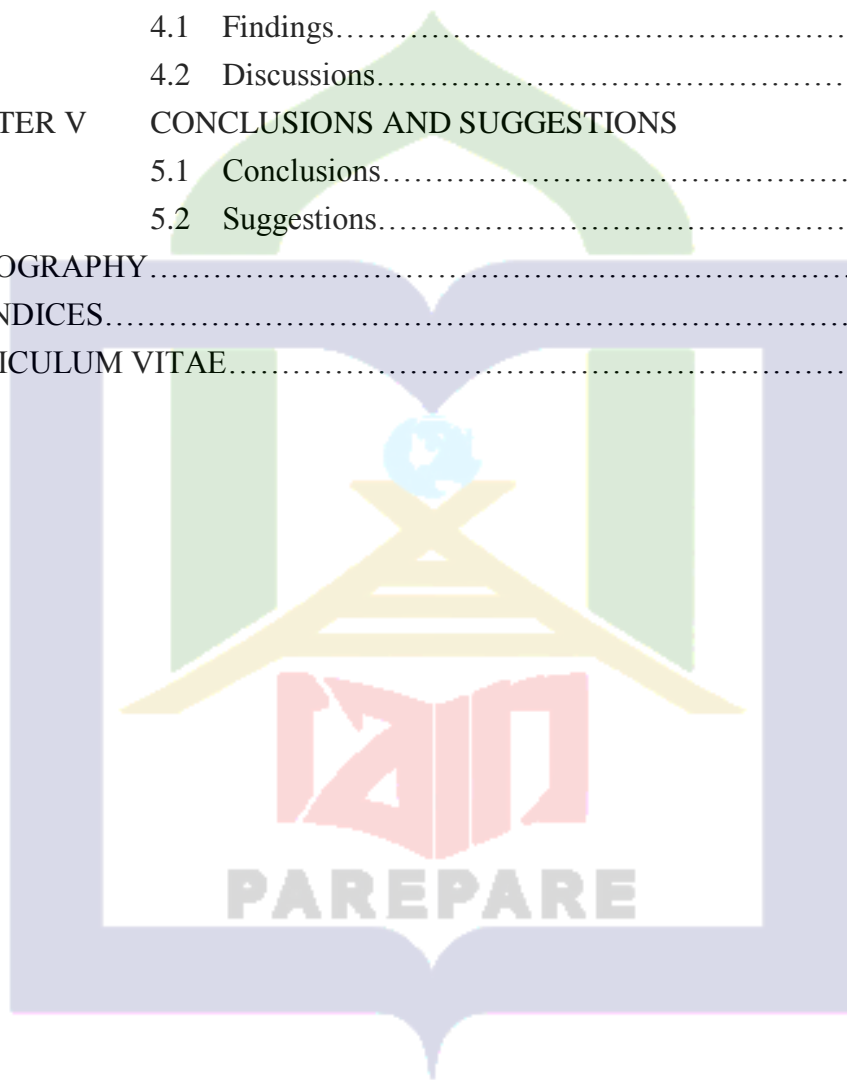 4.1 Findings……………………………………………
4.2 Discussions…………………………………………
TER V CONCLUSIONS AND SUGGESTIONS
5.1 Conclusions…………………………………………
5.2 Suggestions…………………………………………
OGRAPHY…………………………………………………………………
NDICES………………………………………………………………………
ICULUM VITAE……………………………………………………………
iain
PAREPARE